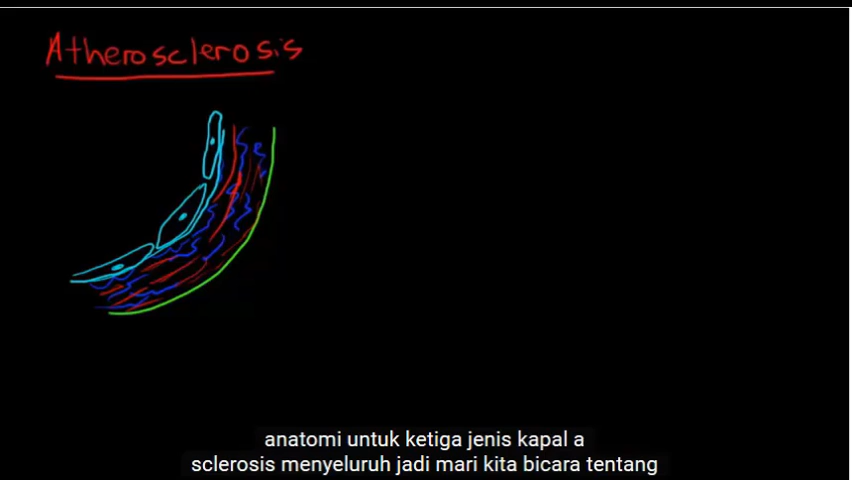 Atherosclerosis
anatomi untuk ketiga jenis kapal a
sclerosis menyeluruh jadi mari kita bicara tentang